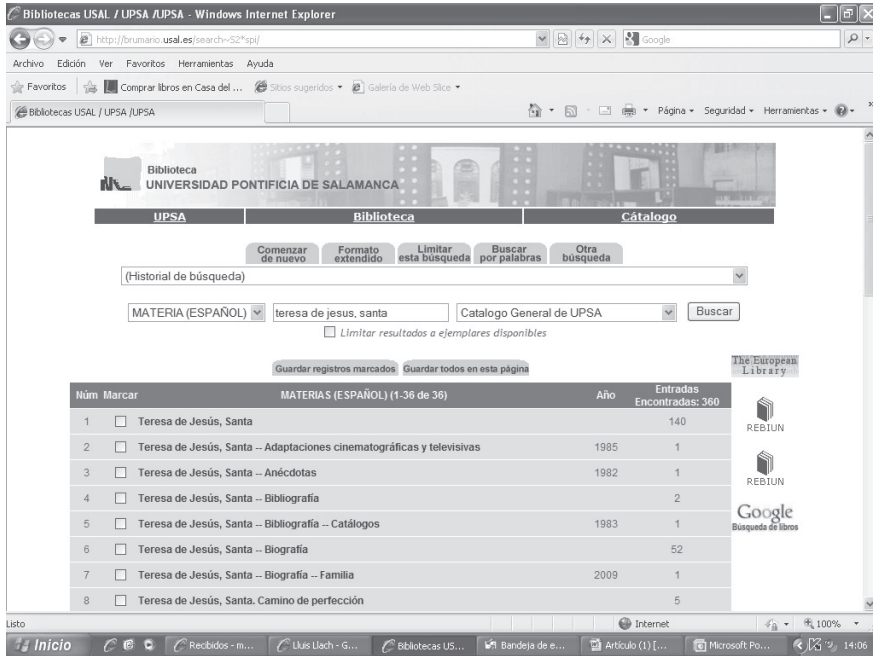 Bibliotecas USAL / UPSA /UPSA - Windows Internet Explorer
http://brumario.usal.es/search~S2*spi/
Google
Archivo Edición Ver Favoritos Herramientas Ayuda
Favoritos Comprar libros en Casa del ... Sitios sugeridos Galería de Web Slice
Bibliotecas USAL / UPSA /UPSA Página Seguridad Herramientas
Biblioteca
UNIVERSIDAD PONTIFICIA DE SALAMANCA
UPSA Biblioteca Cátalogo
Comenzar de nuevo Formato extendido Limitar esta búsqueda Buscar por palabras Otra búsqueda
(Historial de búsqueda)
MATERIA (ESPAÑOL) teresa de jesus, santa Catalogo General de UPSA Buscar
Limitar resultados a ejemplares disponibles
Guardar registros marcados Guardar todos en esta página
The European Library
Núm Marcar MATERIAS (ESPAÑOL) (1-36 de 36) Año Entradas Encontradas: 360
1 Teresa de Jesús, Santa 140
2 Teresa de Jesús, Santa -- Adaptaciones cinematográficas y televisivas 1985 1
3 Teresa de Jesús, Santa -- Anécdotas 1982 1
4 Teresa de Jesús, Santa -- Bibliografía 2
5 Teresa de Jesús, Santa -- Bibliografía -- Catálogos 1983 1
6 Teresa de Jesús, Santa -- Biografía 52
7 Teresa de Jesús, Santa -- Biografía -- Familia 2009 1
8 Teresa de Jesús, Santa. Camino de perfección 5
REBIUN
REBIUN
Google
Búsqueda de libros
Listo Internet 100%
Inicio Recibidos - m... Lluis Llach - G... Bibliotecas US... Bandeja de e... Artículo (1) [... Microsoft Po... 14:06